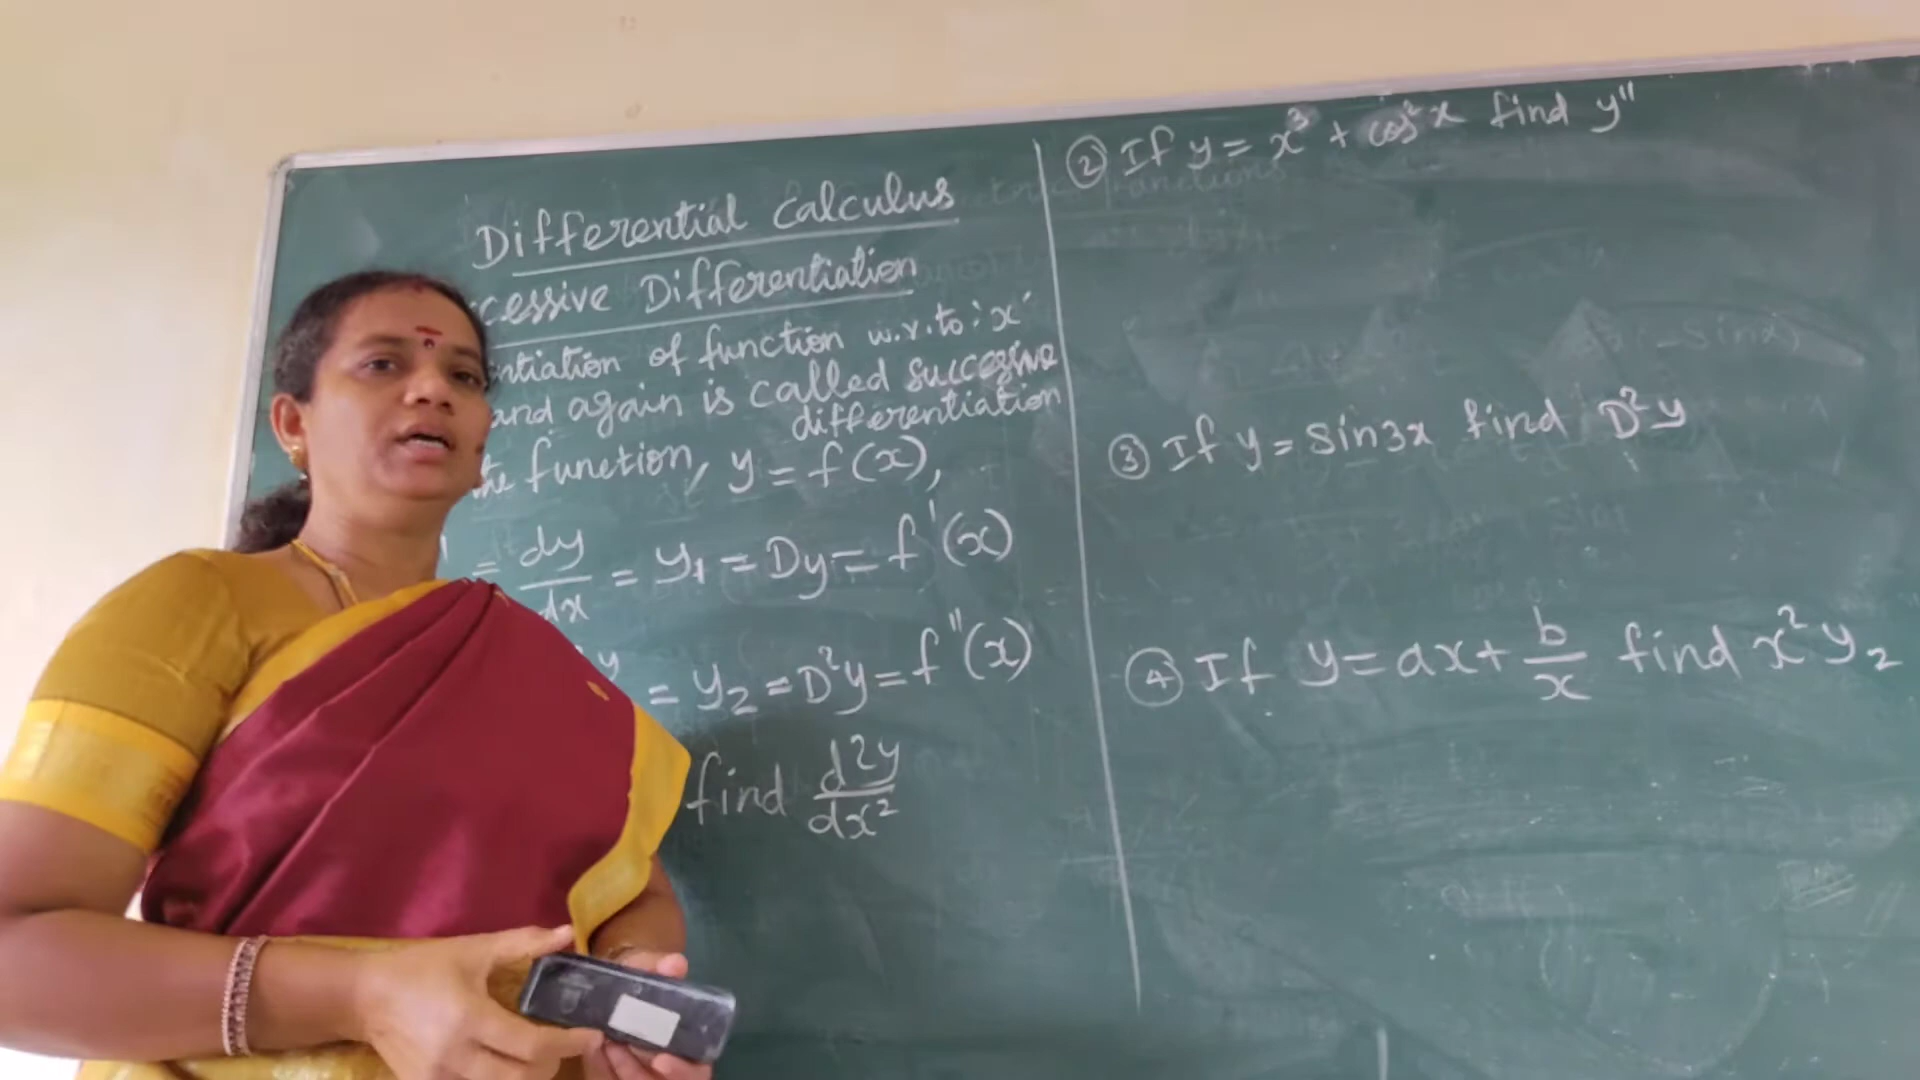 Differential Calculus
cessive Differentiation
ntiation of function w.r.to 'x'
and again is called successive
differentiation
the function, y = f(x),
= dy/dx = y₁ = Dy = f'(x)
y = y₂ = D²y = f"(x)
find d²y/dx²
② If y = x³ + cos²x find y"
③ If y = sin3x find D²y
④ If y = ax + b/x find x²y₂